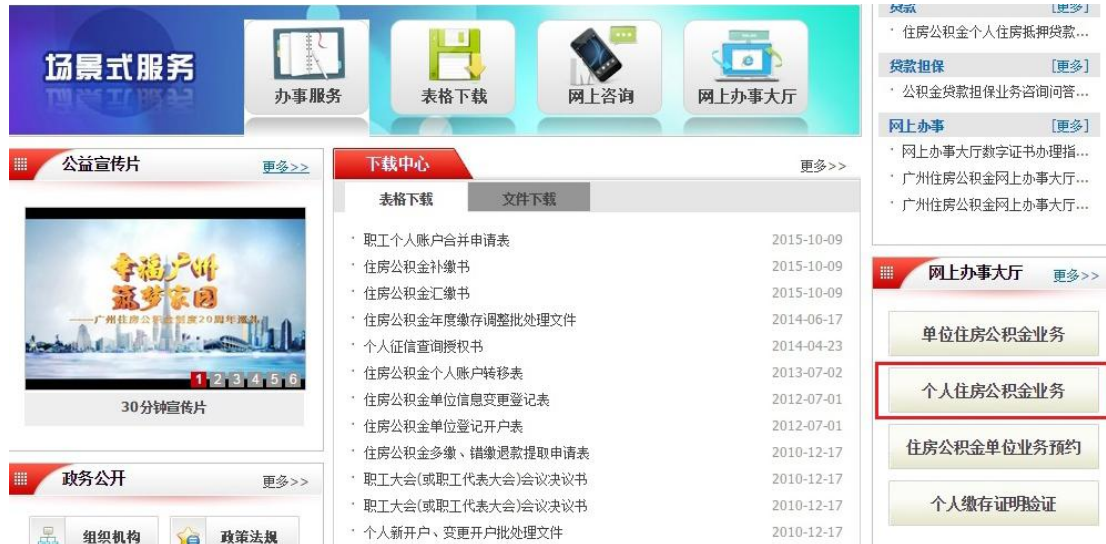 场景式服务
办事服务
表格下载
网上咨询
网上办事大厅
公益宣传片
更多>>
幸福广州
筑梦家园
1 2 3 4 5 6
30分钟宣传片
政务公开
更多>>
组织机构
政策法规
下载中心
更多>>
表格下载
文件下载
职工个人账户合并申请表 2015-10-09
住房公积金补缴书 2015-10-09
住房公积金汇缴书 2015-10-09
住房公积金年度缴存调整批处理文件 2014-06-17
个人征信查询授权书 2014-04-23
住房公积金个人账户转移表 2013-07-02
住房公积金单位信息变更登记表 2012-07-01
住房公积金单位登记开户表 2012-07-01
住房公积金多缴、错缴退款提取申请表 2010-12-17
职工大会(或职工代表大会)会议决议书 2010-12-17
职工大会(或职工代表大会)会议决议书 2010-12-17
个人新开户、变更开户批处理文件 2010-12-17
贷款 [更多]
住房公积金个人住房抵押贷款...
贷款担保 [更多]
公积金贷款担保业务咨询问答...
网上办事 [更多]
网上办事大厅数字证书办理指...
广州住房公积金网上办事大厅...
广州住房公积金网上办事大厅...
网上办事大厅 更多>>
单位住房公积金业务
个人住房公积金业务
住房公积金单位业务预约
个人缴存证明验证